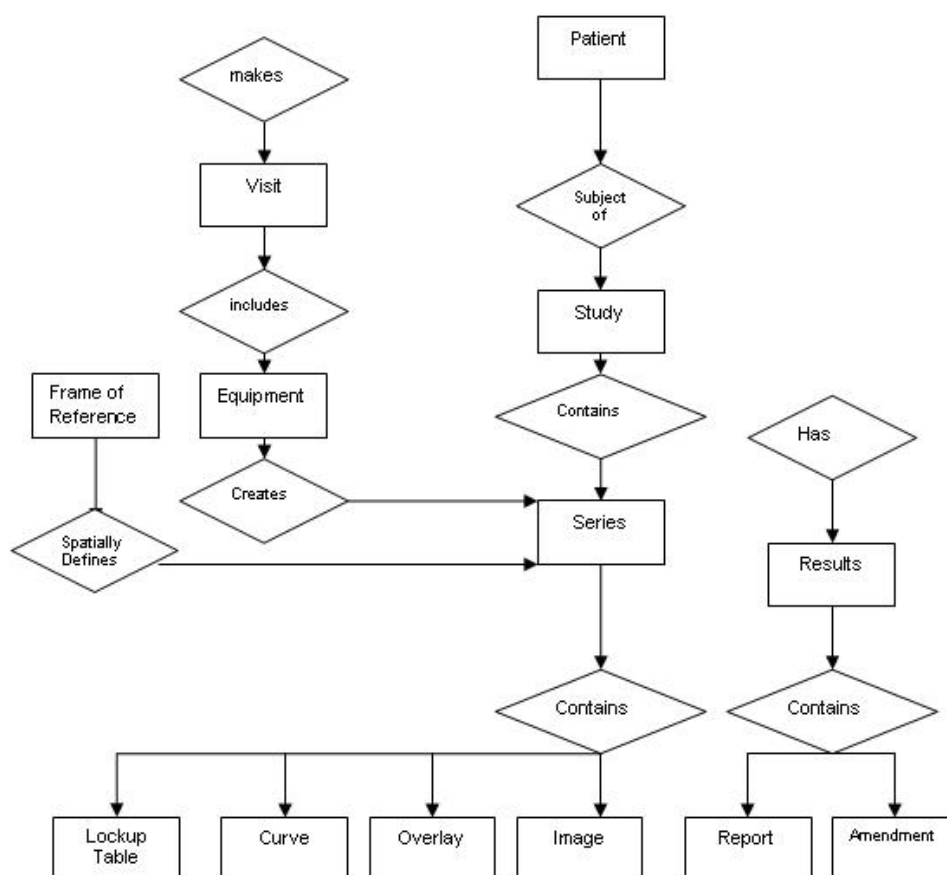 Patient
makes
Visit
Subject
of
includes
Study
Frame of
Reference
Equipment
Contains
Has
Creates
Series
Spatially
Defines
Results
Contains
Contains
Lockup
Table
Curve
Overlay
Image
Report
Amendment